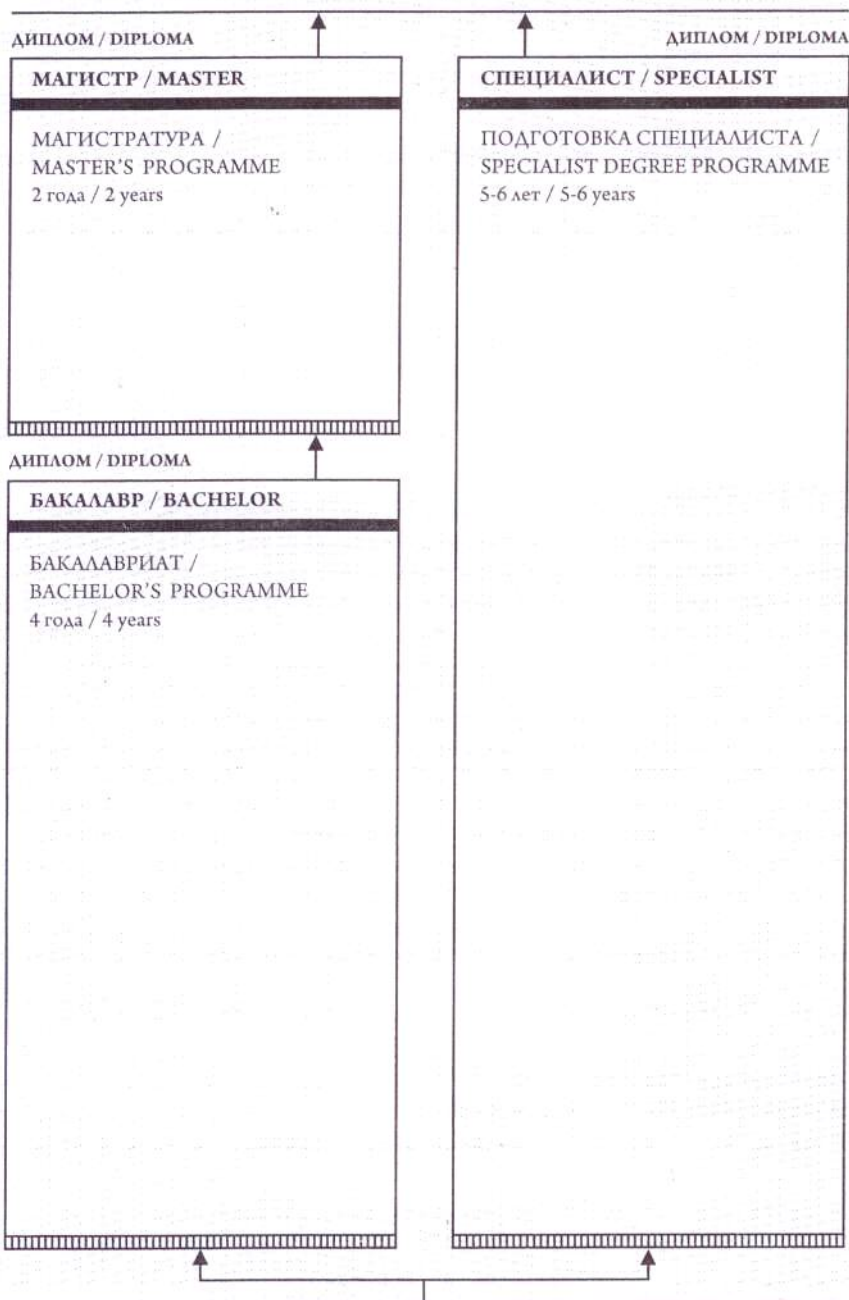 ДИПЛОМ / DIPLOMA
МАГИСТР / MASTER
МАГИСТРАТУРА /
MASTER'S PROGRAMME
2 года / 2 years
ДИПЛОМ / DIPLOMA
СПЕЦИАЛИСТ / SPECIALIST
ПОДГОТОВКА СПЕЦИАЛИСТА /
SPECIALIST DEGREE PROGRAMME
5-6 лет / 5-6 years
ДИПЛОМ / DIPLOMA
БАКАЛАВР / BACHELOR
БАКАЛАВРИАТ /
BACHELOR'S PROGRAMME
4 года / 4 years